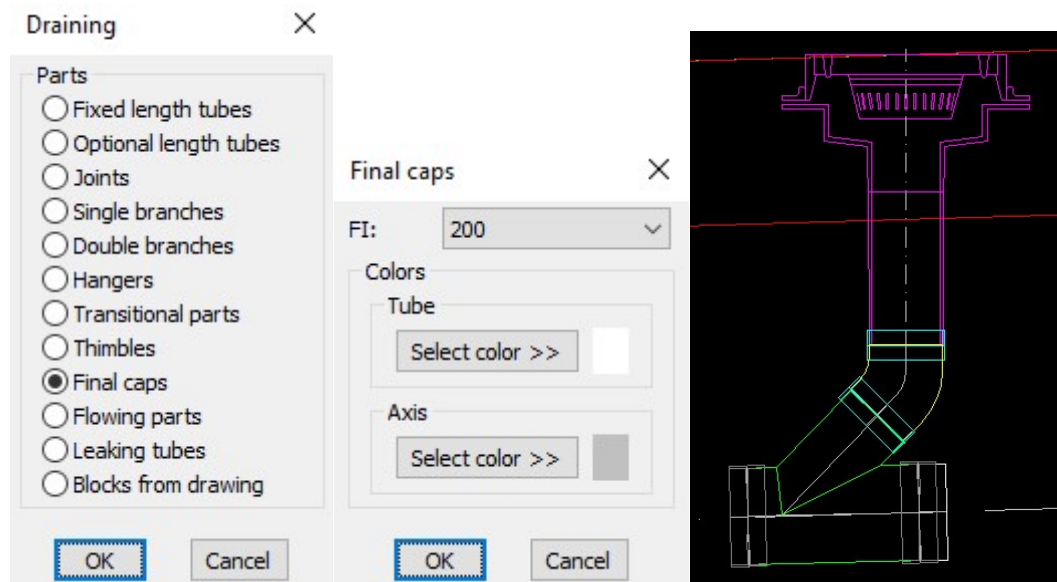 Draining
Parts
Fixed length tubes
Optional length tubes
Joints
Single branches
Double branches
Hangers
Transitional parts
Thimbles
Final caps
Flowing parts
Leaking tubes
Blocks from drawing
OK
Cancel
Final caps
FI:
200
Colors
Tube
Select color >>
Axis
Select color >>
OK
Cancel